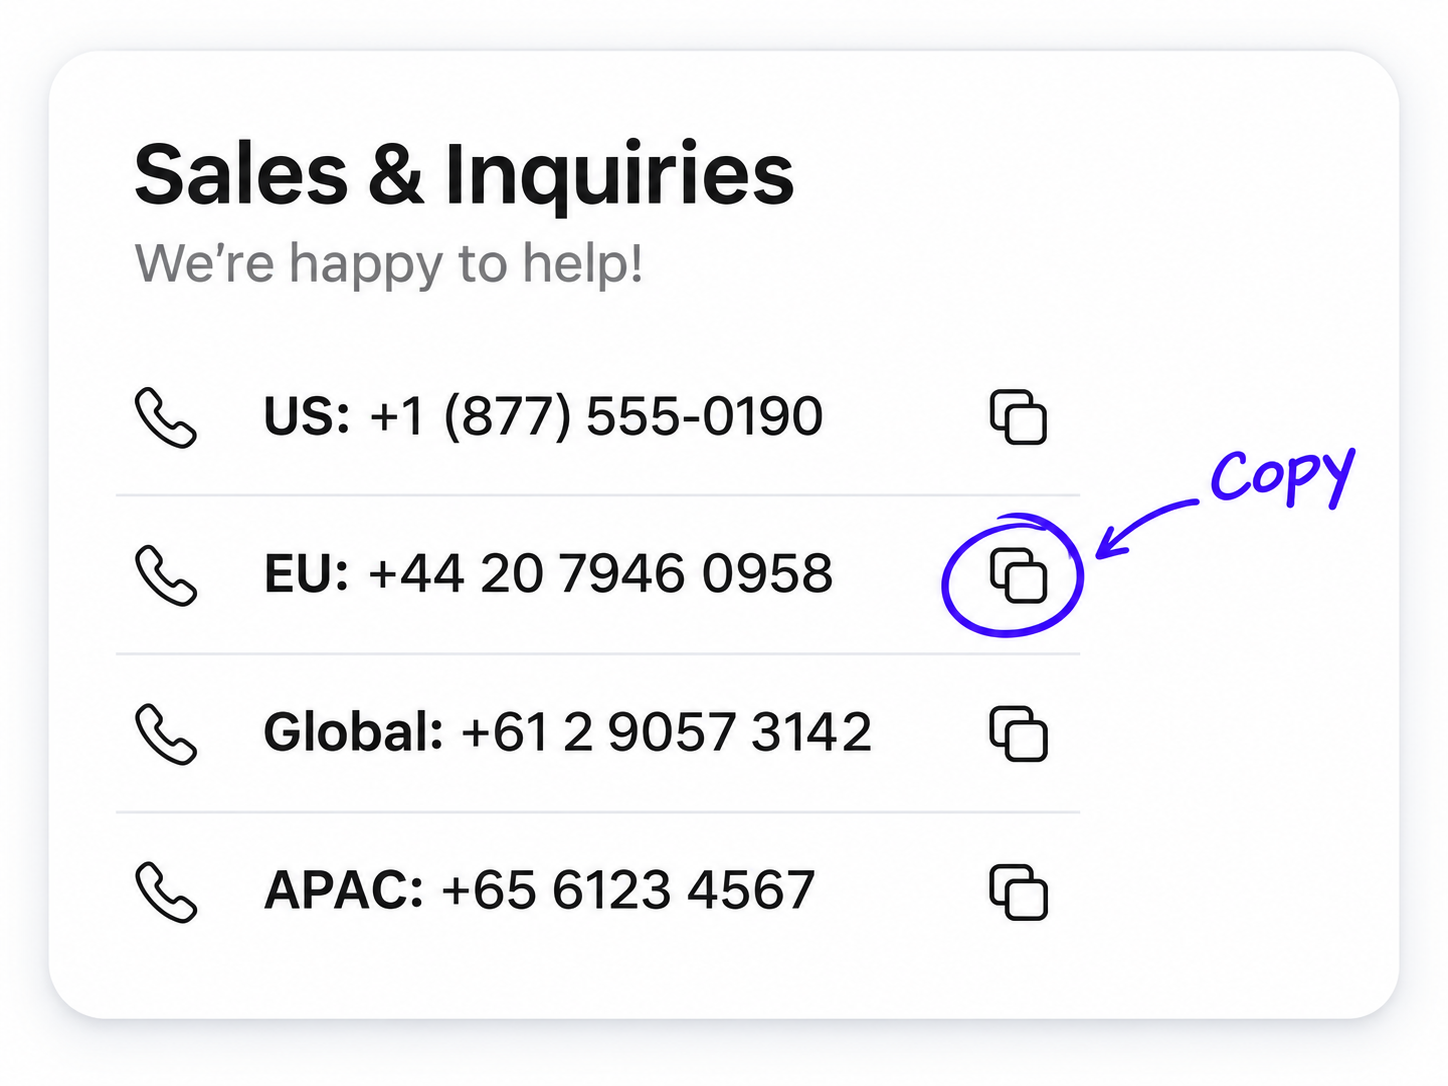 Sales & Inquiries
We’re happy to help!
US: +1 (877) 555-0190
Copy
EU: +44 20 7946 0958
Global: +61 2 9057 3142
APAC: +65 6123 4567